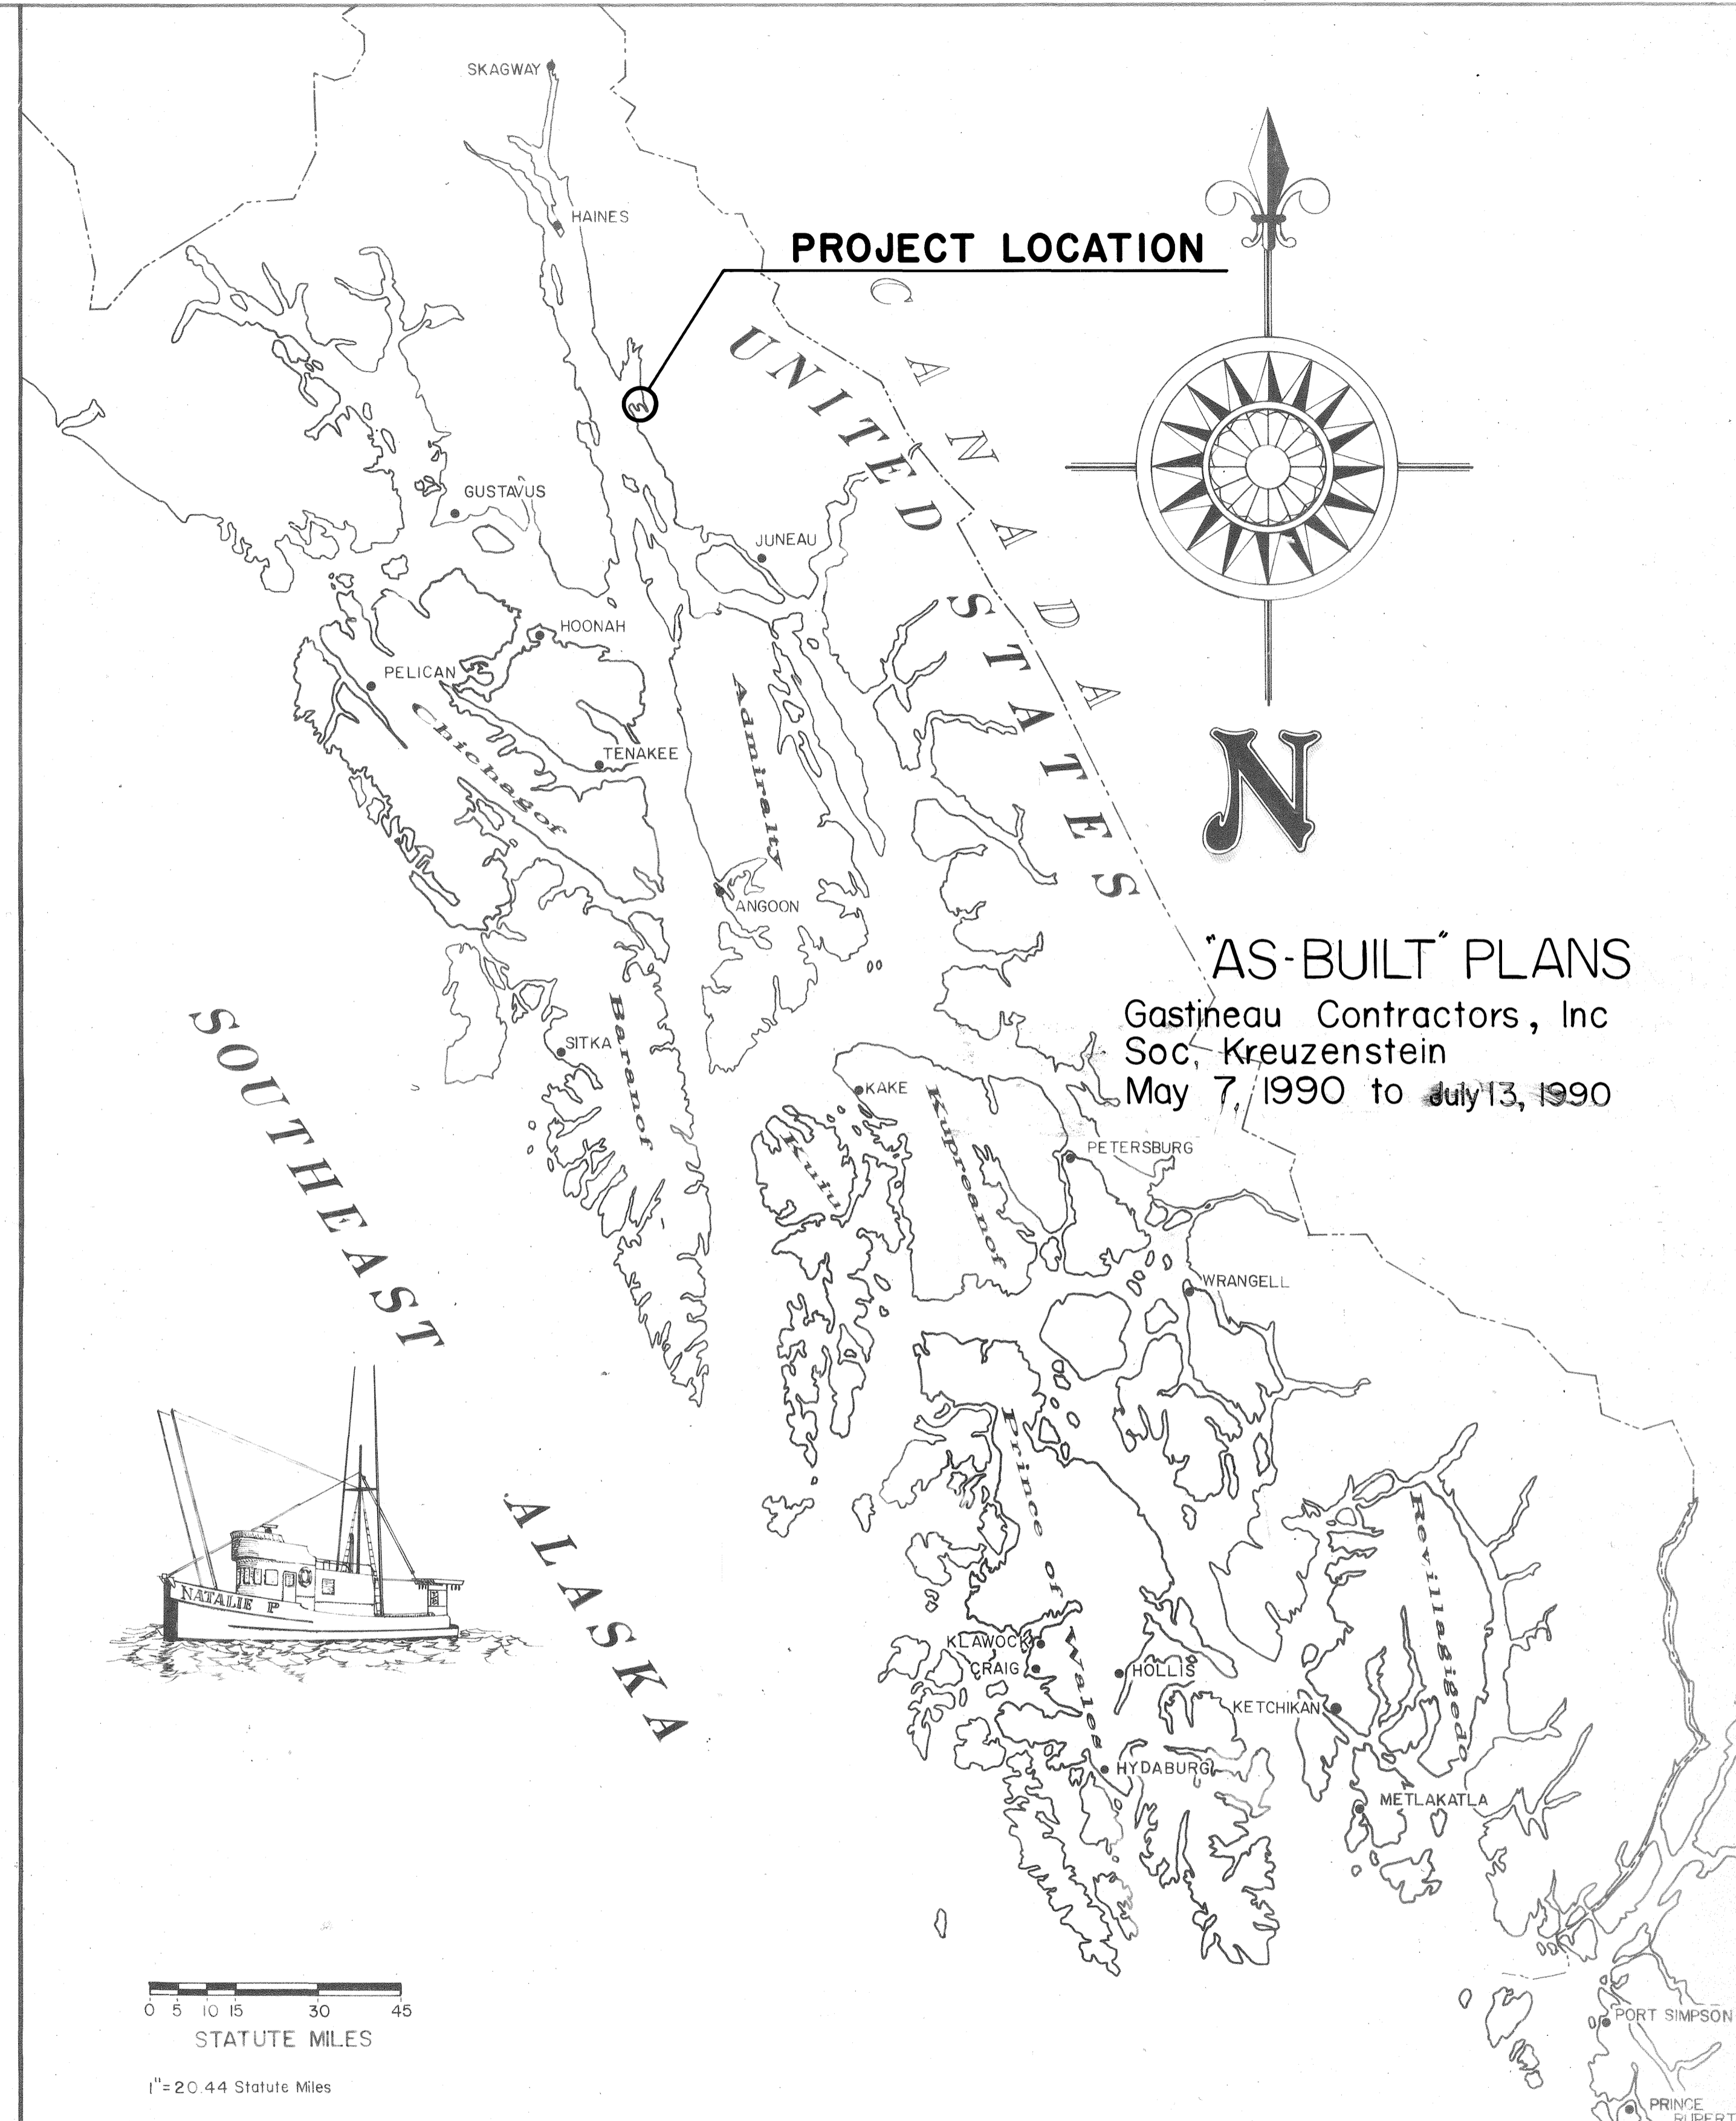 SKAGWAY
HAINES
PROJECT LOCATION
CANADA
UNITED STATES
GUSTAVUS
JUNEAU
HOONAH
PELICAN
Chichagof
Admiralty
TENAKEE
N
ANGOON
"AS-BUILT" PLANS
Gastineau Contractors, Inc
Soc. Kreuzenstein
May 7, 1990 to July 13, 1990
SOUTHEAST ALASKA
Baranof
SITKA
KAKE
Kupreanof
Kuiu
PETERSBURG
WRANGELL
Prince of Wales
Revillagigedo
NATALIE P
KLAWOCK
CRAIG
HOLLIS
KETCHIKAN
HYDABURG
METLAKATLA
0 5 10 15 30 45
STATUTE MILES
1"=20.44 Statute Miles
PORT SIMPSON
PRINCE
RUPERT